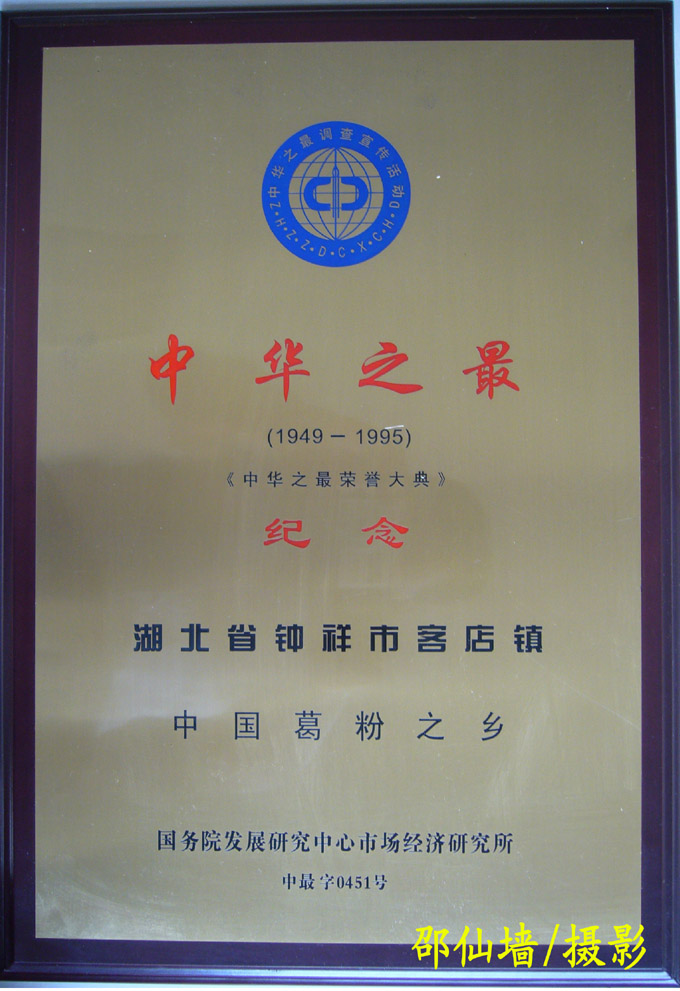 中华之最调查宣传活动
Z·H·Z·Z·D·C·X·C·H·D
中华之最
(1949－1995)
《中华之最荣誉大典》
纪念
湖北省钟祥市客店镇
中国葛粉之乡
国务院发展研究中心市场经济研究所
中最字0451号
邵仙墙/摄影